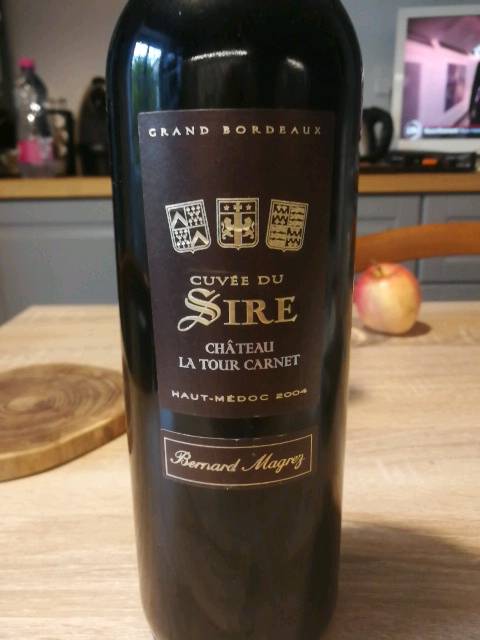 GRAND BORDEAUX
CUVÉE DU
SIRE
CHÂTEAU
LA TOUR CARNET
HAUT-MÉDOC 2004
Bernard Magrez